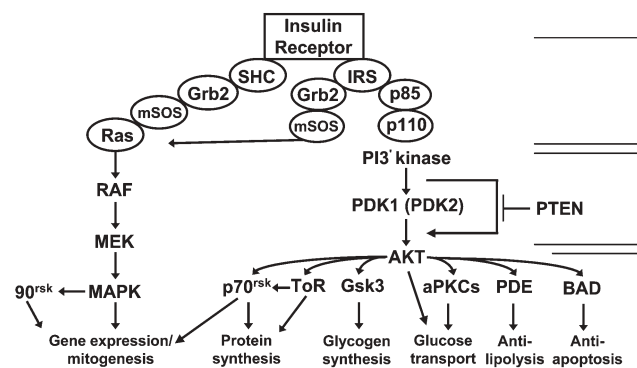 Insulin
Receptor
SHC
IRS
Grb2
Grb2
p85
mSOS
mSOS
p110
Ras
PI3' kinase
RAF
PDK1 (PDK2)
PTEN
MEK
AKT
90rsk
MAPK
p70rsk
ToR
Gsk3
aPKCs
PDE
BAD
Gene expression/
mitogenesis
Protein
synthesis
Glycogen
synthesis
Glucose
transport
Anti-
lipolysis
Anti-
apoptosis